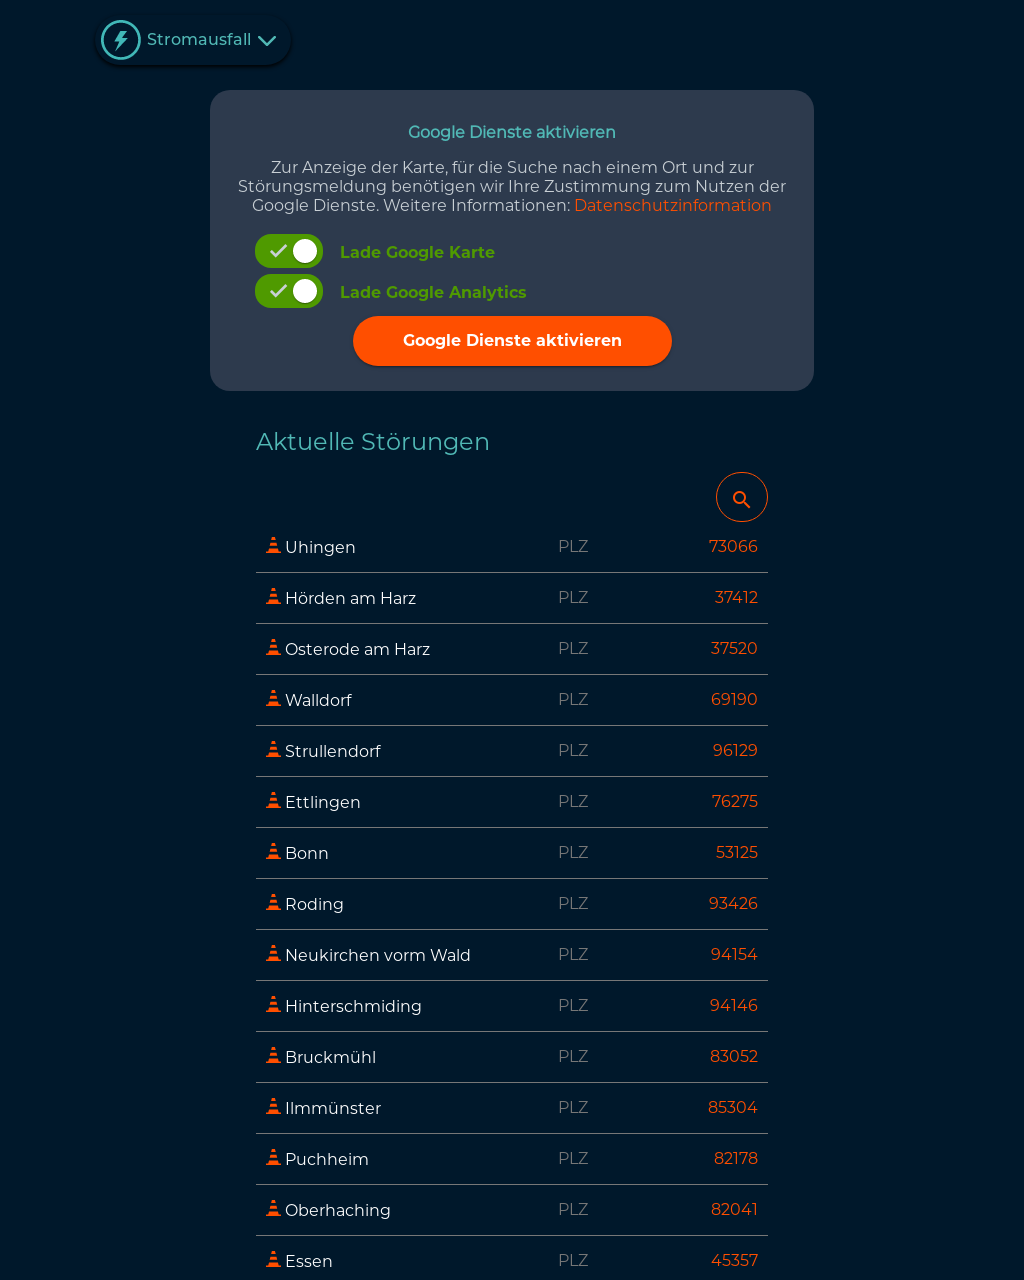 Stromausfall
Google Dienste aktivieren
Zur Anzeige der Karte, für die Suche nach einem Ort und zur
Störungsmeldung benötigen wir Ihre Zustimmung zum Nutzen der
Google Dienste. Weitere Informationen: Datenschutzinformation
Lade Google Karte
Lade Google Analytics
Google Dienste aktivieren
Aktuelle Störungen
Uhingen PLZ 73066
Hörden am Harz PLZ 37412
Osterode am Harz PLZ 37520
Walldorf PLZ 69190
Strullendorf PLZ 96129
Ettlingen PLZ 76275
Bonn PLZ 53125
Roding PLZ 93426
Neukirchen vorm Wald PLZ 94154
Hinterschmiding PLZ 94146
Bruckmühl PLZ 83052
Ilmmünster PLZ 85304
Puchheim PLZ 82178
Oberhaching PLZ 82041
Essen PLZ 45357